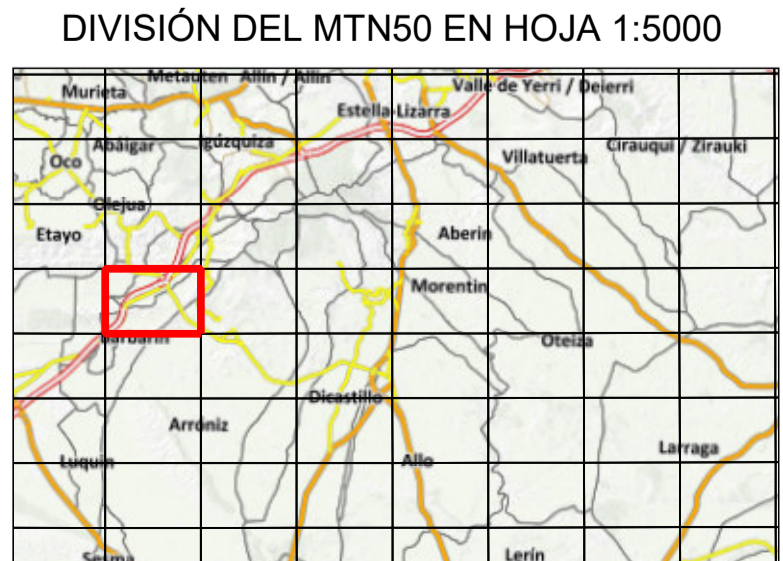 DIVISIÓN DEL MTN50 EN HOJA 1:5000
Metauten Allín / Allin
Murieta
Valle de Yerri / Deierri
Estella-Lizarra
Abáigar
Igúzquiza
Cirauqui / Zirauki
Oco
Villatuerta
Olejua
Etayo
Aberin
Morentin
Barbarin
Oteiza
Dicastillo
Arróniz
Larraga
Luquin
Allo
Sesma
Lerín